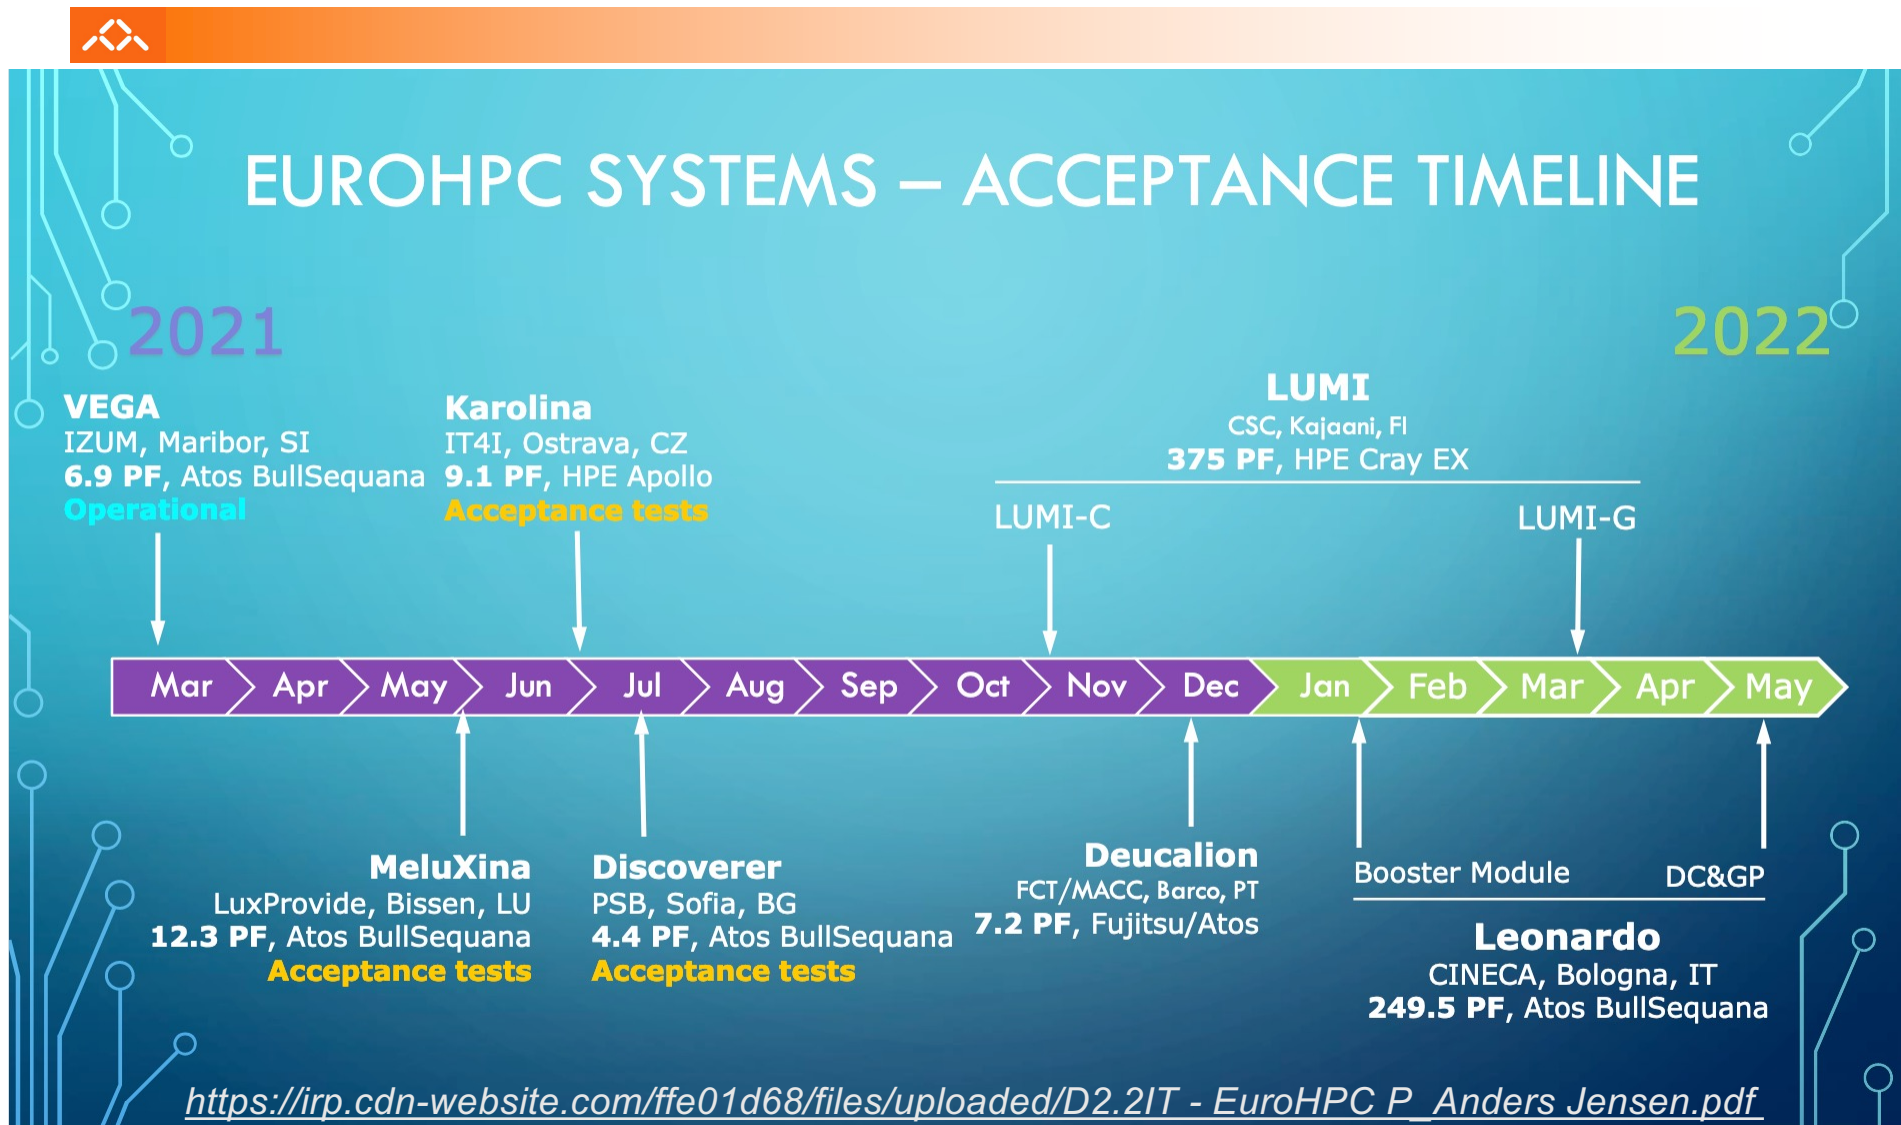 EUROHPC SYSTEMS – ACCEPTANCE TIMELINE
2021
2022
VEGA
IZUM, Maribor, SI
6.9 PF, Atos BullSequana
Operational
Karolina
IT4I, Ostrava, CZ
9.1 PF, HPE Apollo
Acceptance tests
LUMI
CSC, Kajaani, FI
375 PF, HPE Cray EX
LUMI-C
LUMI-G
Mar Apr May Jun Jul Aug Sep Oct Nov Dec Jan Feb Mar Apr May
MeluXina
LuxProvide, Bissen, LU
12.3 PF, Atos BullSequana
Acceptance tests
Discoverer
PSB, Sofia, BG
4.4 PF, Atos BullSequana
Acceptance tests
Deucalion
FCT/MACC, Barco, PT
7.2 PF, Fujitsu/Atos
Booster Module
DC&GP
Leonardo
CINECA, Bologna, IT
249.5 PF, Atos BullSequana
https://irp.cdn-website.com/ffe01d68/files/uploaded/D2.2IT - EuroHPC P_Anders Jensen.pdf